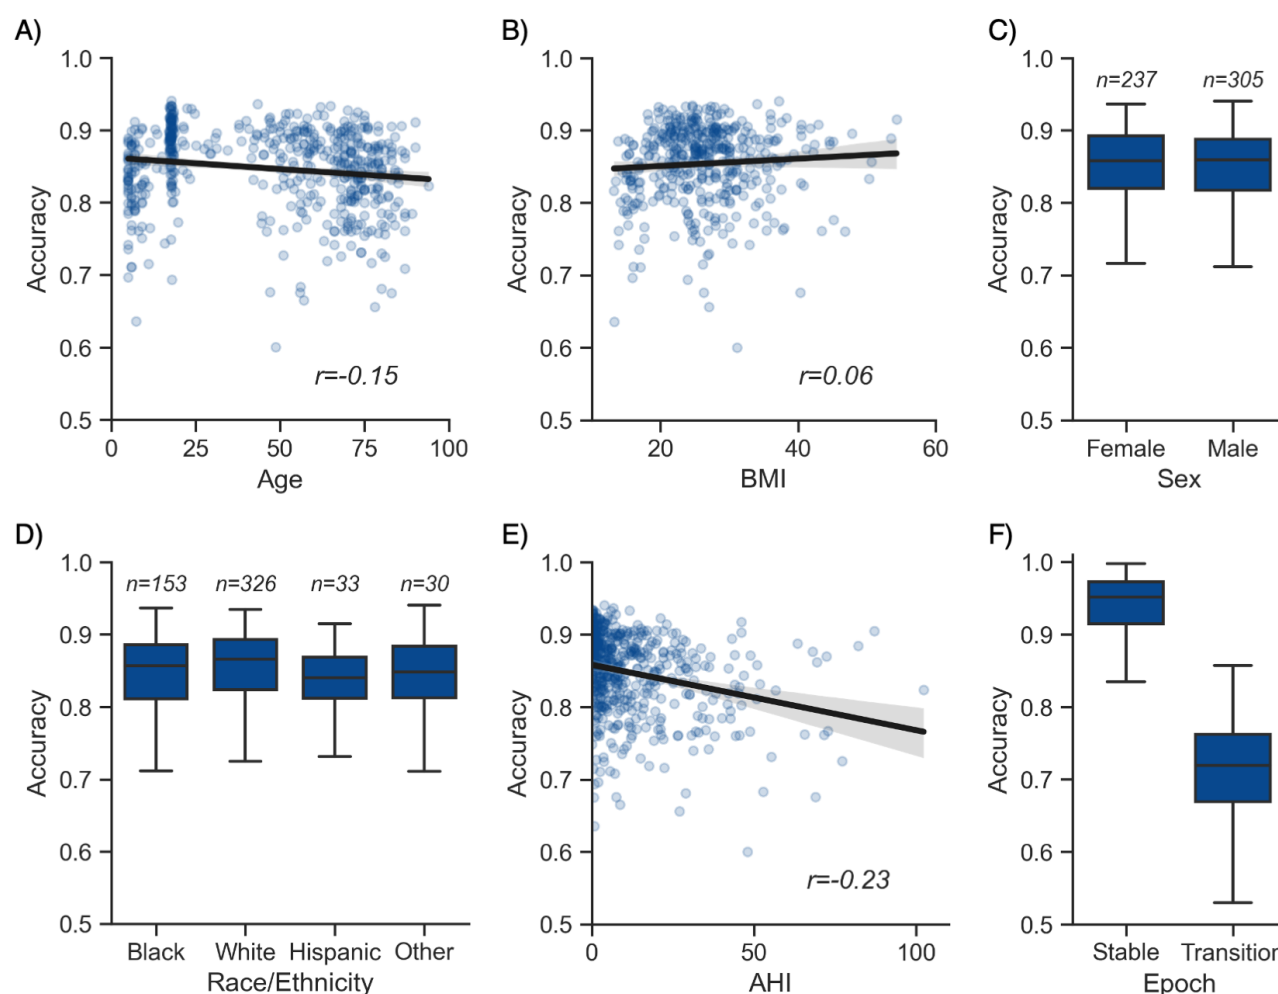 A)
1.0
0.9
0.8
0.7
0.6
0.5
Accuracy
r=-0.15
0 25 50 75 100
Age
B)
1.0
0.9
0.8
0.7
0.6
0.5
Accuracy
r=0.06
20 40 60
BMI
C)
1.0
0.9
0.8
0.7
0.6
0.5
Accuracy
n=237 n=305
Female Male
Sex
D)
1.0
0.9
0.8
0.7
0.6
0.5
Accuracy
n=153 n=326 n=33 n=30
Black White Hispanic Other
Race/Ethnicity
E)
1.0
0.9
0.8
0.7
0.6
0.5
Accuracy
r=-0.23
0 50 100
AHI
F)
1.0
0.9
0.8
0.7
0.6
0.5
Accuracy
Stable Transition
Epoch